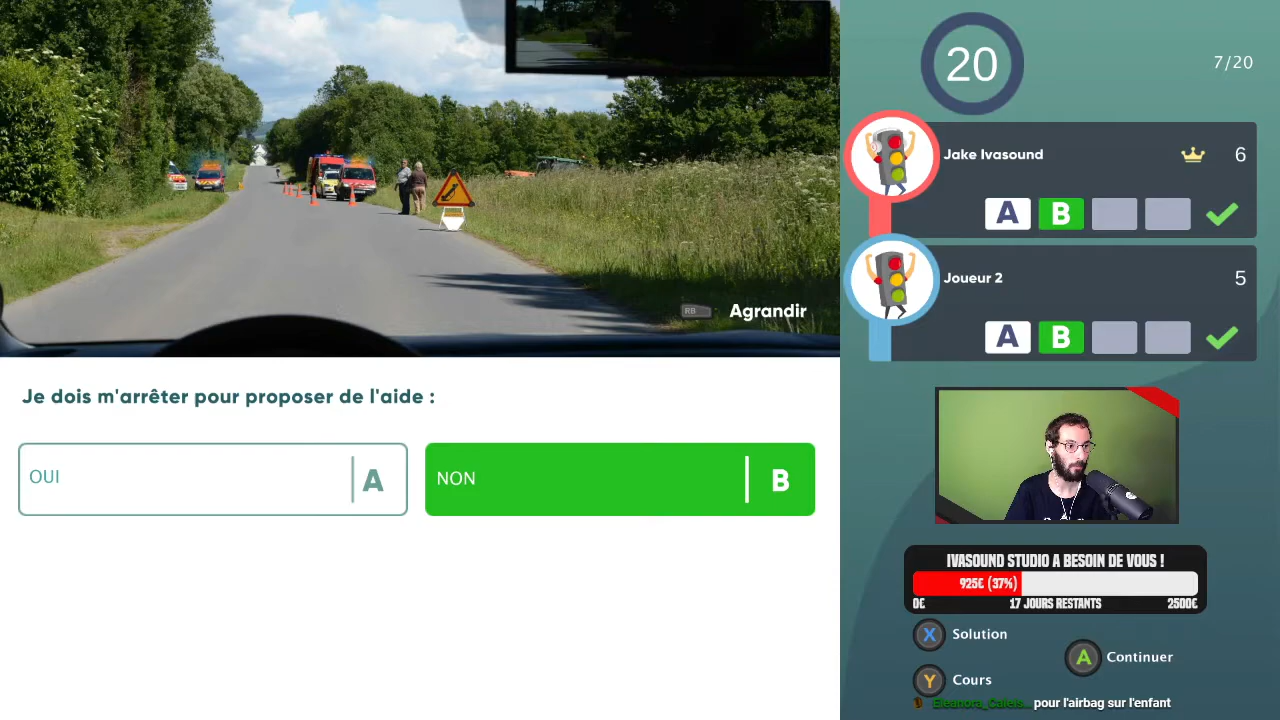 20
7/20
Jake Ivasound
6
A B
Joueur 2
5
A B
RB Agrandir
Je dois m'arrêter pour proposer de l'aide :
OUI A
NON B
IVASOUND STUDIO A BESOIN DE VOUS !
925€ (37%)
0€ 17 JOURS RESTANTS 2500€
X Solution
A Continuer
Y Cours
Eleanora_Caleis... pour l'airbag sur l'enfant